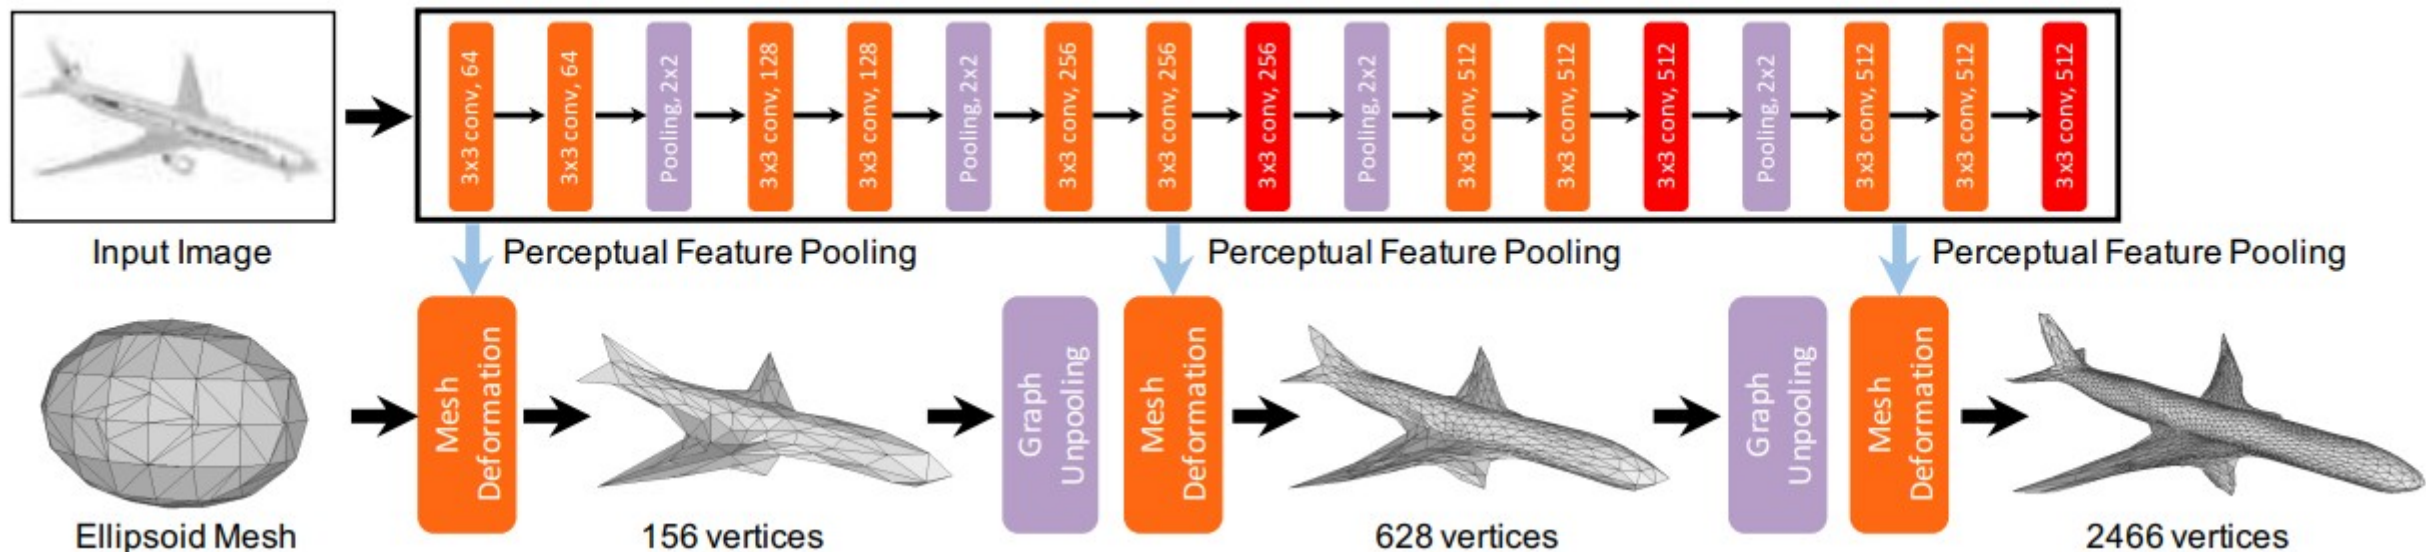 3x3 conv, 64
3x3 conv, 64
Pooling, 2x2
3x3 conv, 128
3x3 conv, 128
Pooling, 2x2
3x3 conv, 256
3x3 conv, 256
3x3 conv, 256
Pooling, 2x2
3x3 conv, 512
3x3 conv, 512
3x3 conv, 512
Pooling, 2x2
3x3 conv, 512
3x3 conv, 512
3x3 conv, 512
Input Image
Perceptual Feature Pooling
Perceptual Feature Pooling
Perceptual Feature Pooling
Mesh
Deformation
Graph
Unpooling
Mesh
Deformation
Graph
Unpooling
Mesh
Deformation
Ellipsoid Mesh
156 vertices
628 vertices
2466 vertices